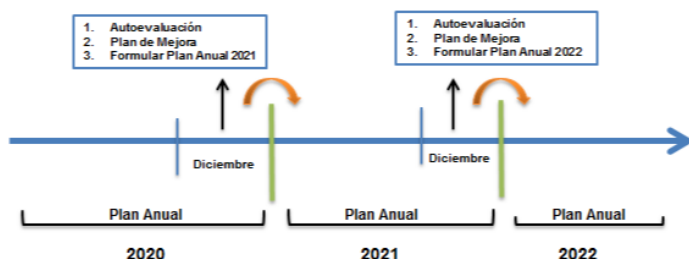 1. Autoevaluación
2. Plan de Mejora
3. Formular Plan Anual 2021
1. Autoevaluación
2. Plan de Mejora
3. Formular Plan Anual 2022
Diciembre
Diciembre
Plan Anual
Plan Anual
Plan Anual
2020
2021
2022